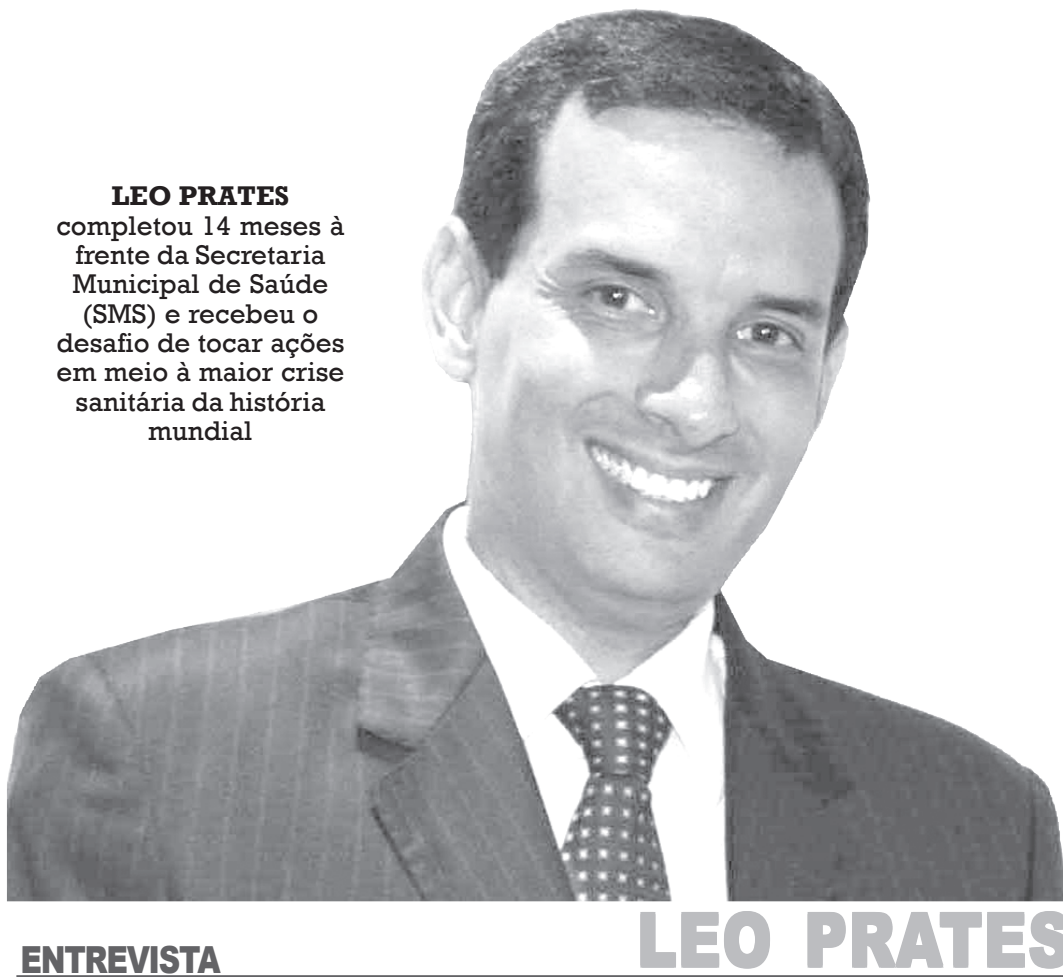 LEO PRATES
completou 14 meses à
frente da Secretaria
Municipal de Saúde
(SMS) e recebeu o
desafio de tocar ações
em meio à maior crise
sanitária da história
mundial
ENTREVISTA
LEO PRATES